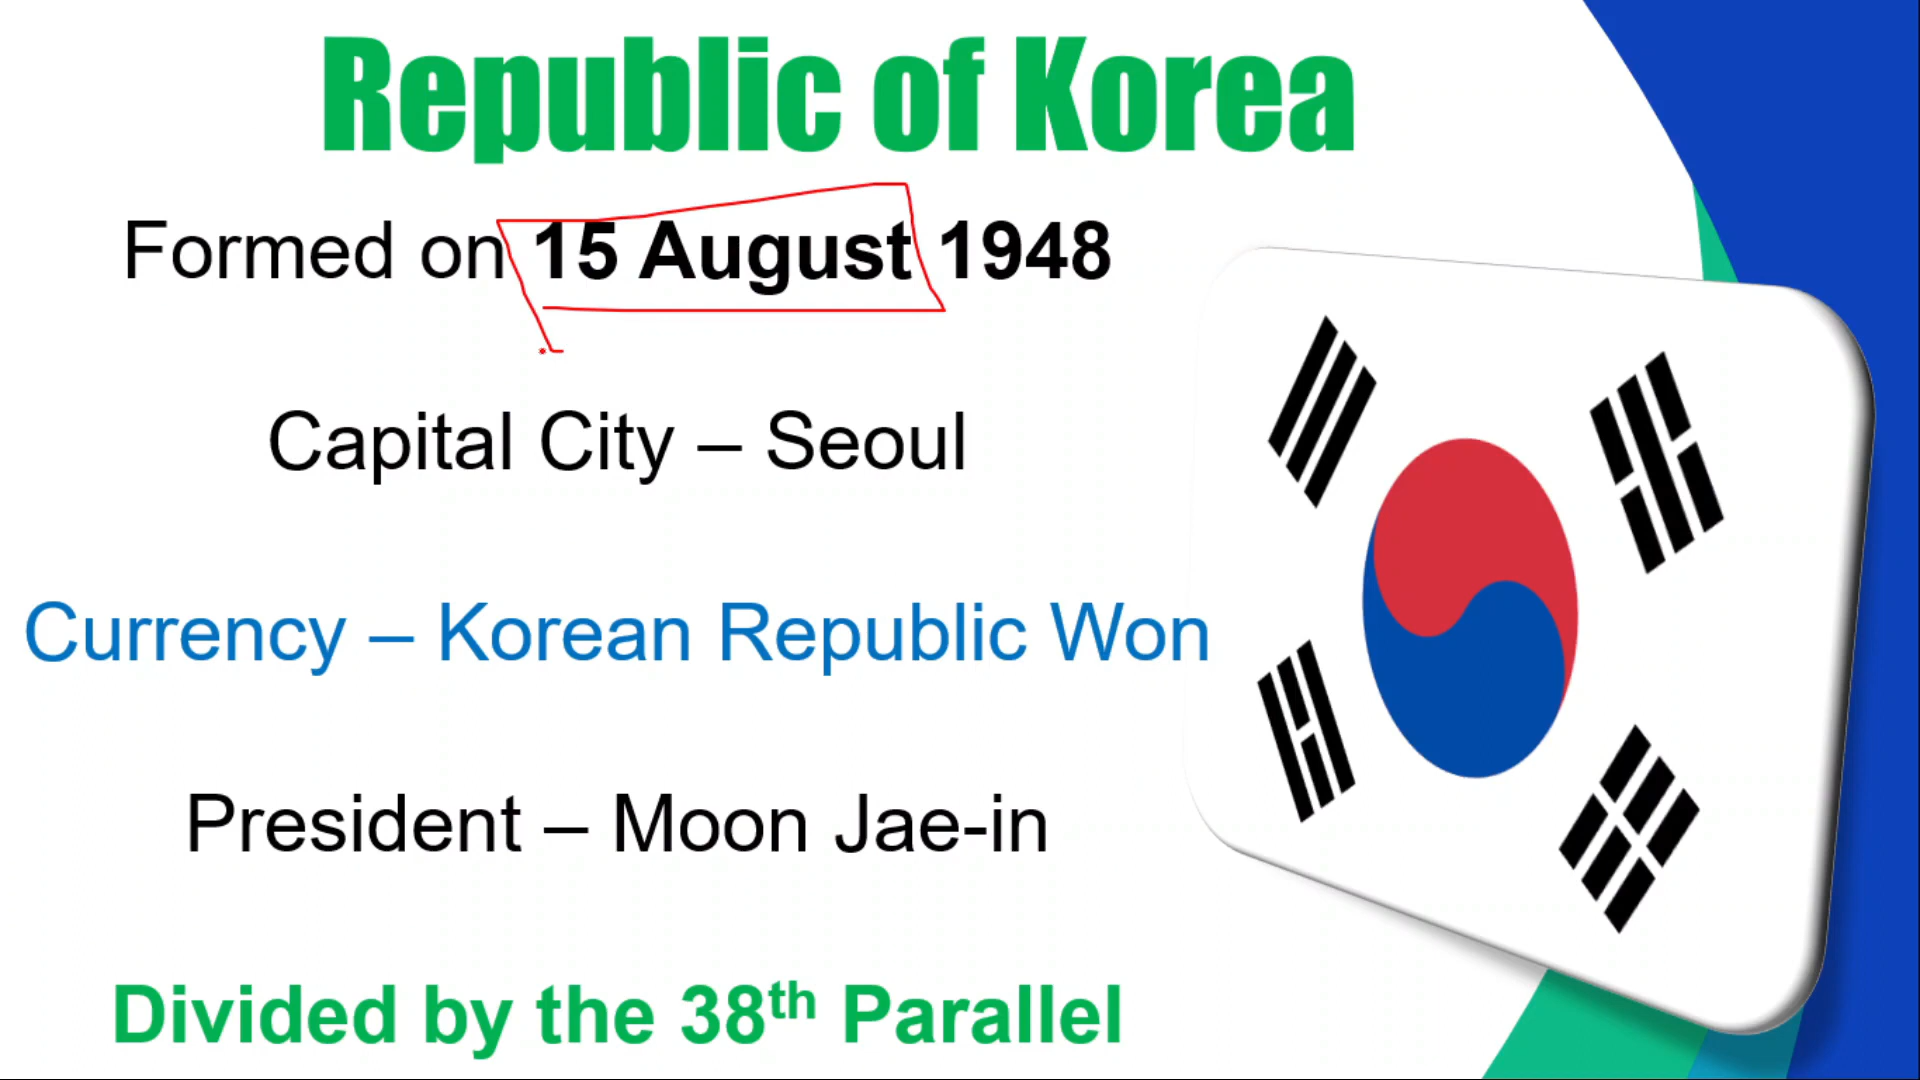 Republic of Korea
Formed on 15 August 1948
Capital City – Seoul
Currency – Korean Republic Won
President – Moon Jae-in
Divided by the 38th Parallel